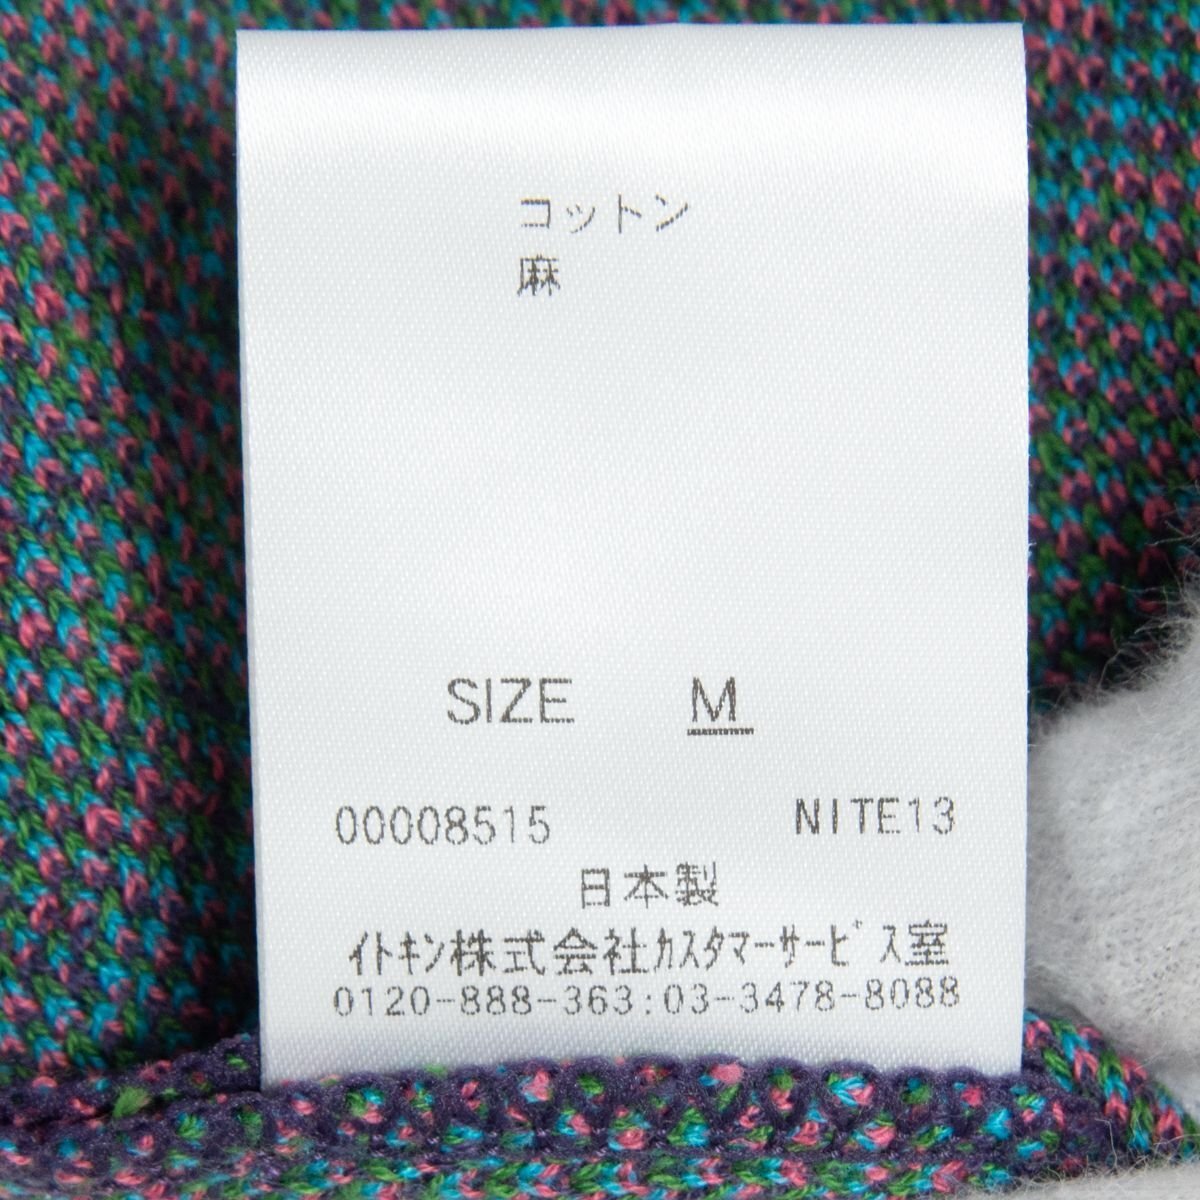 コットン
麻
SIZE M
00008515 NITE13
日本製
ｲﾄｷﾝ株式会社ｶｽﾀﾏｰｻｰﾋﾞｽ室
0120-888-363:03-3478-8088